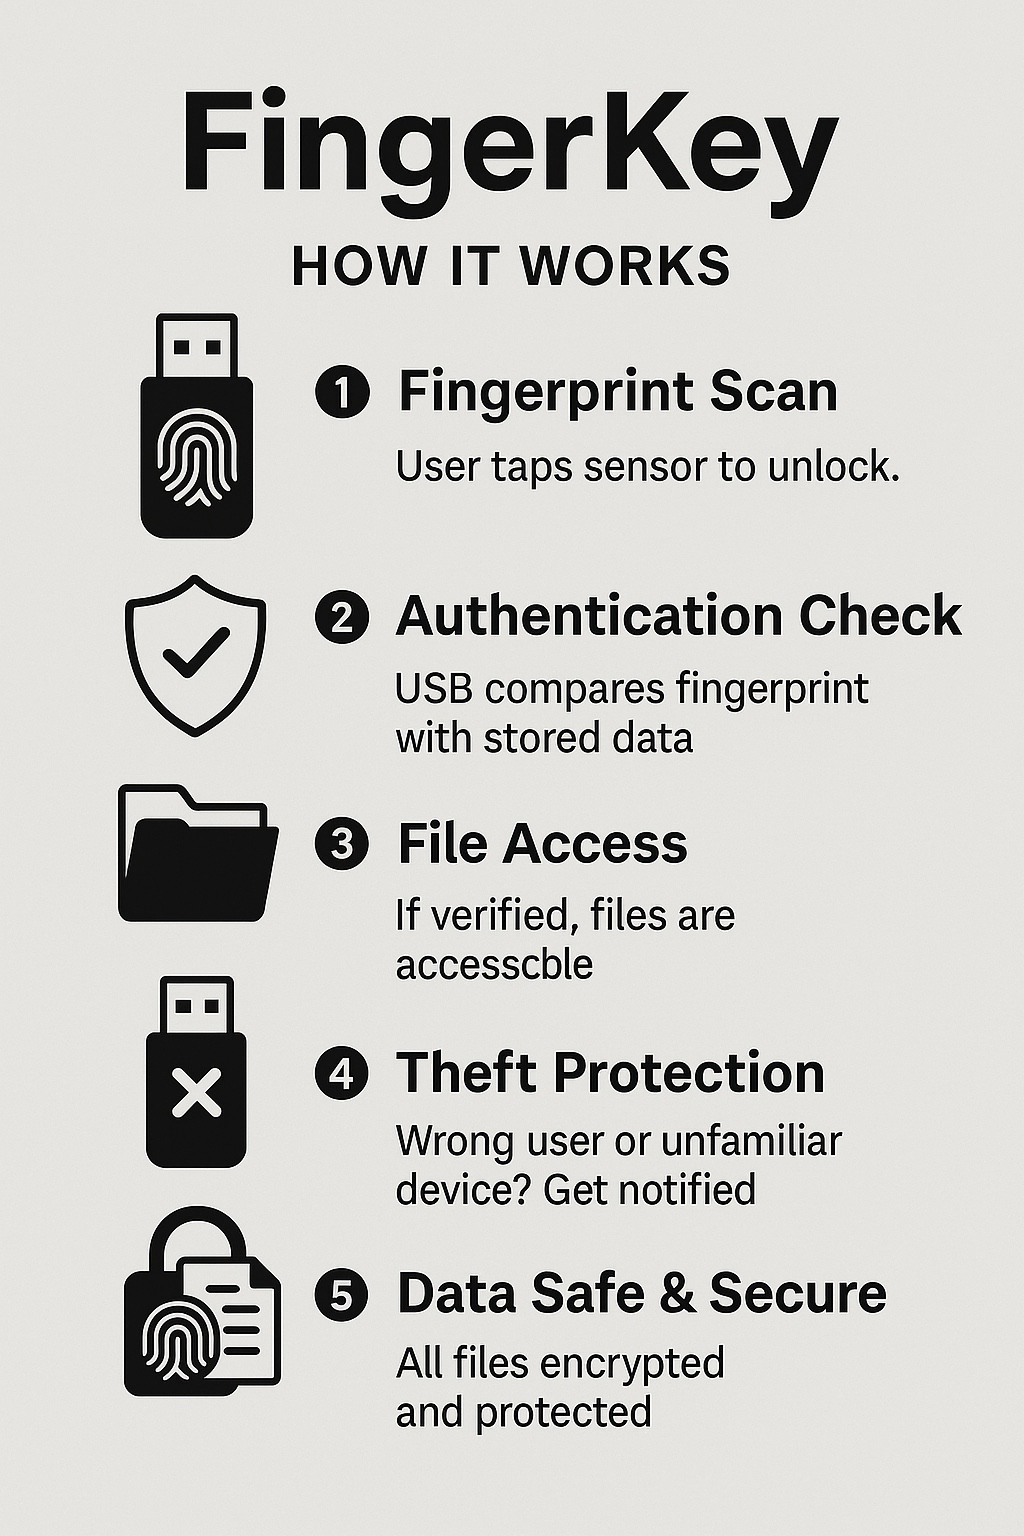 FingerKey
HOW IT WORKS
1 Fingerprint Scan
User taps sensor to unlock.
2 Authentication Check
USB compares fingerprint
with stored data
3 File Access
If verified, files are
accesscble
4 Theft Protection
Wrong user or unfamiliar
device? Get notified
5 Data Safe & Secure
All files encrypted
and protected